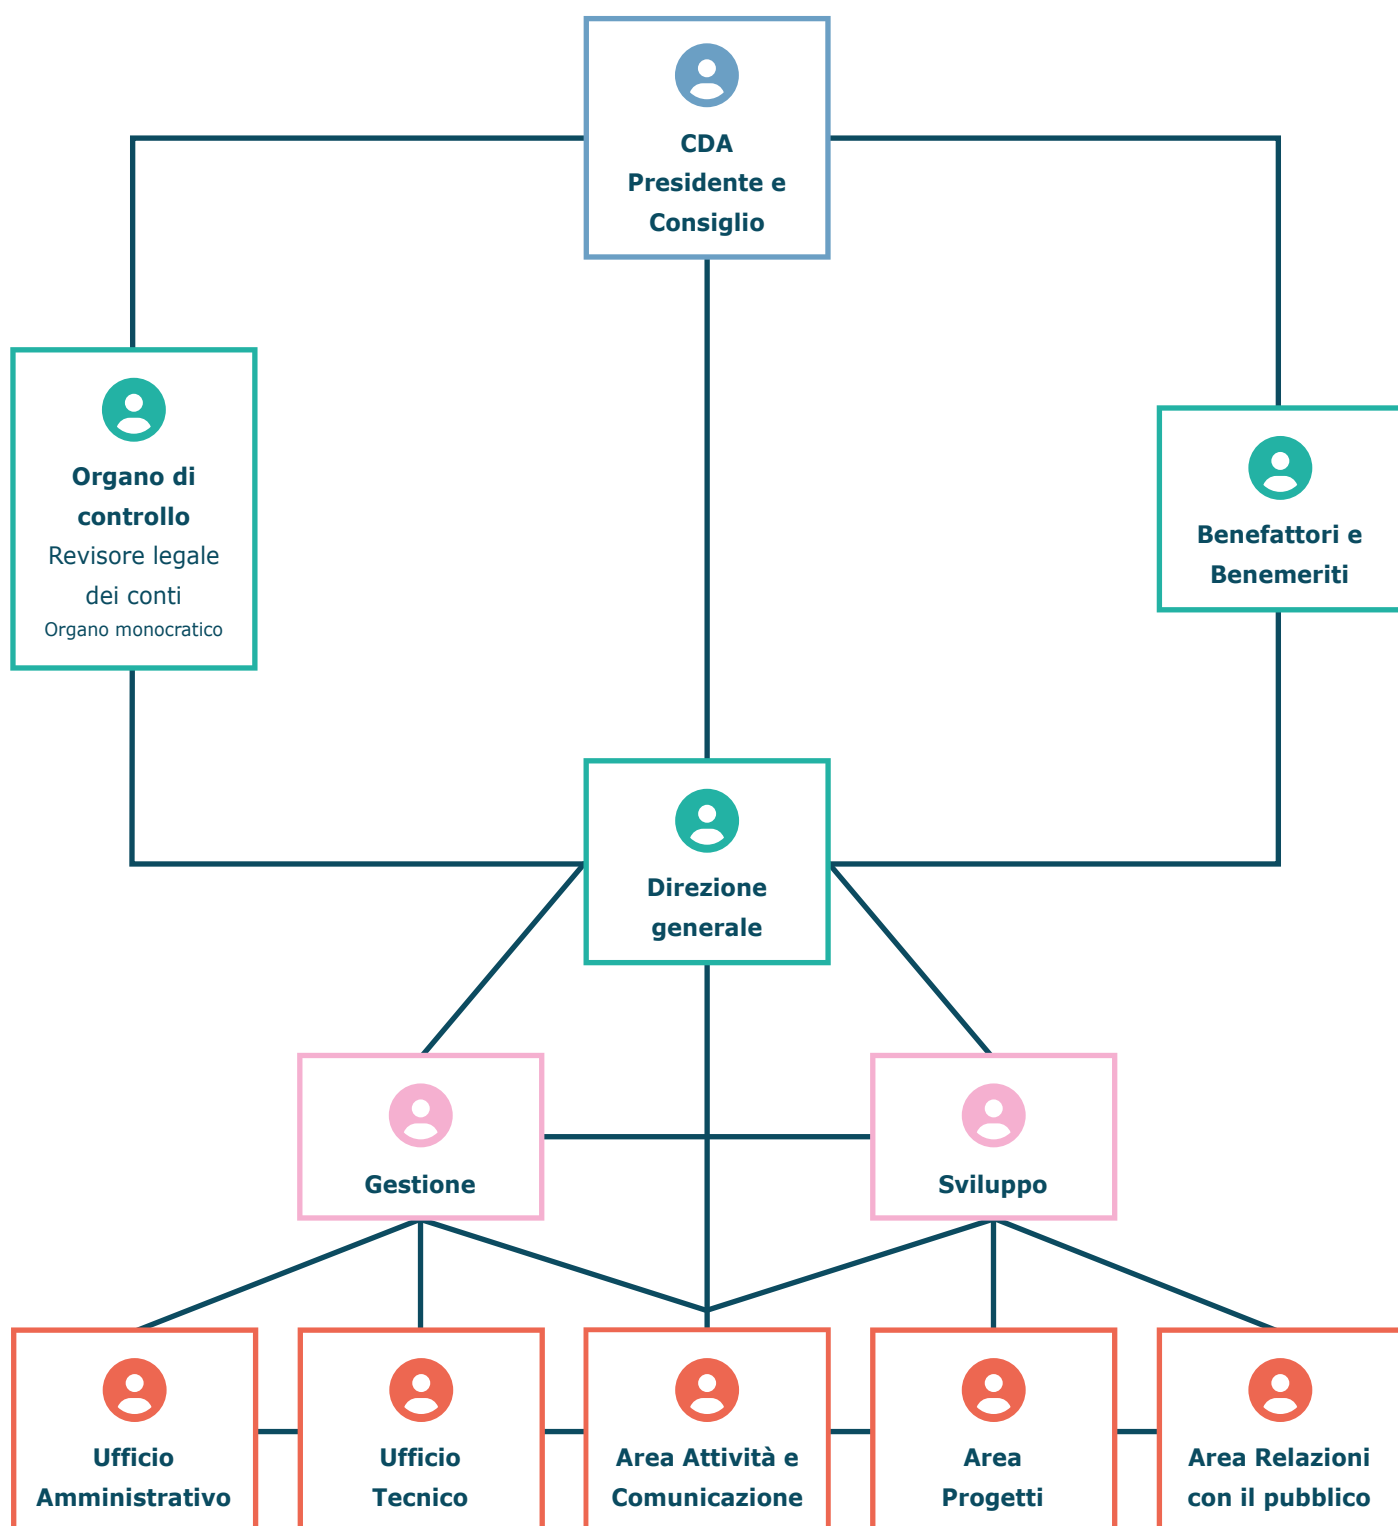 CDA
Presidente e
Consiglio
Organo di
controllo
Revisore legale
dei conti
Organo monocratico
Benefattori e
Benemeriti
Direzione
generale
Gestione
Sviluppo
Ufficio
Amministrativo
Ufficio
Tecnico
Area Attività e
Comunicazione
Area
Progetti
Area Relazioni
con il pubblico